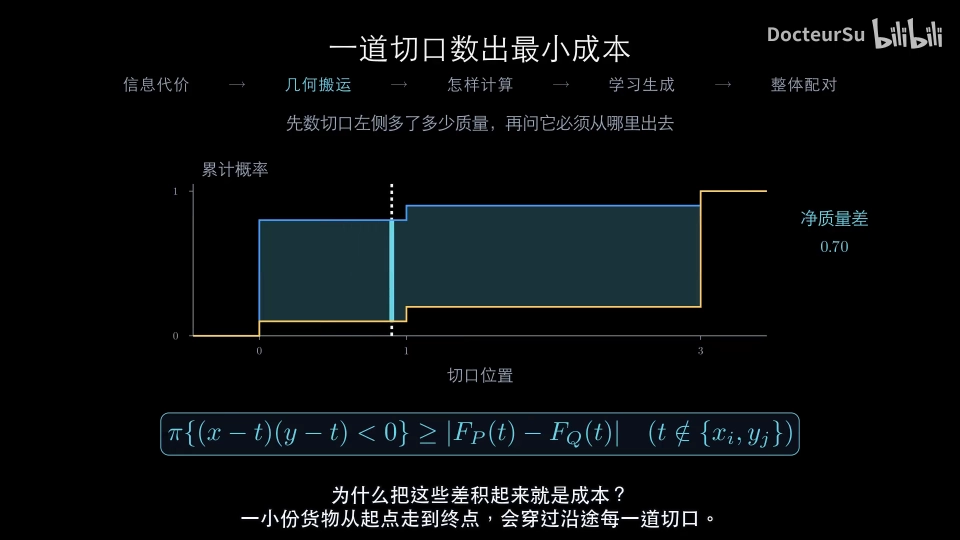 DocteurSu bilibili
一道切口数出最小成本
信息代价 → 几何搬运 → 怎样计算 → 学习生成 → 整体配对
先数切口左侧多了多少质量，再问它必须从哪里出去
累计概率
1
净质量差
0.70
0
0 1 3
切口位置
π{(x − t)(y − t) < 0} ≥ |F_P(t) − F_Q(t)| (t ∉ {x_i, y_j})
为什么把这些差积起来就是成本？
一小份货物从起点走到终点，会穿过沿途每一道切口。